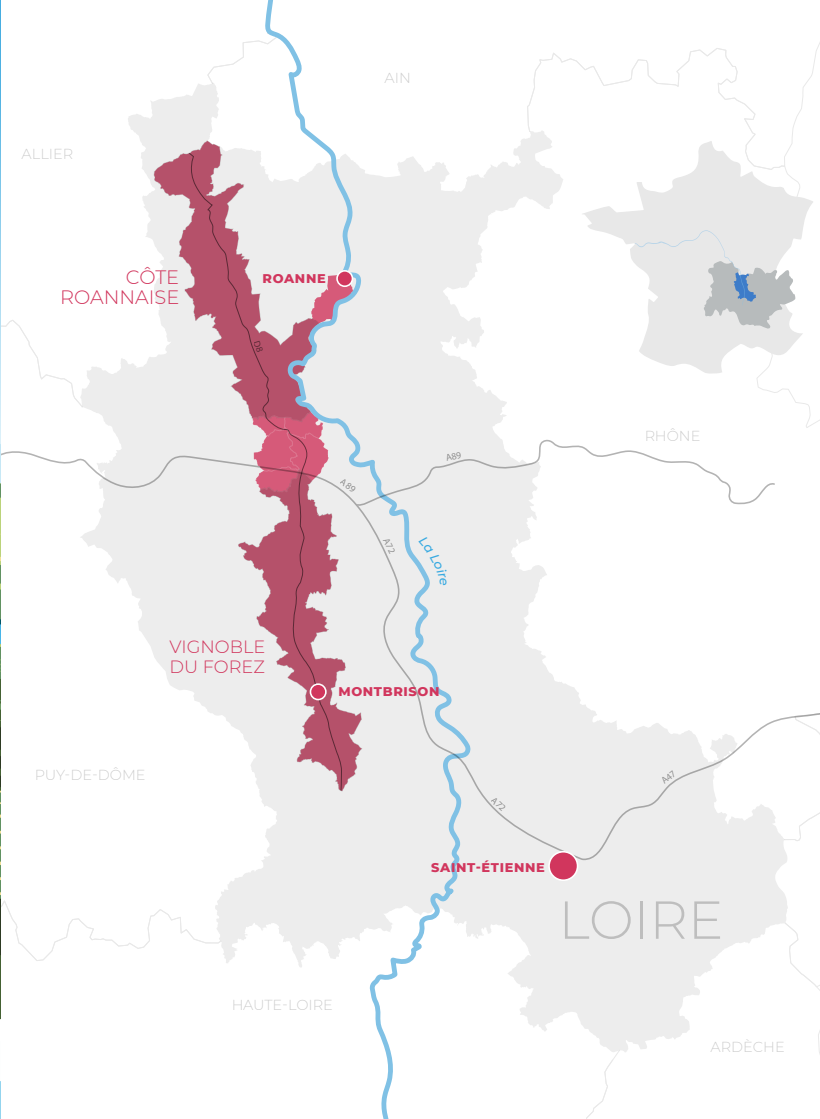 AIN
ALLIER
CÔTE
ROANNAISE
ROANNE
D8
RHÔNE
A89
A89
A72
La Loire
VIGNOBLE
DU FOREZ
MONTBRISON
PUY-DE-DÔME
A47
A72
SAINT-ÉTIENNE
LOIRE
HAUTE-LOIRE
ARDÈCHE